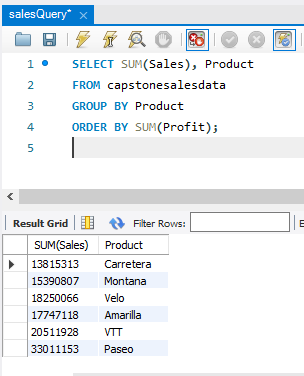 salesQuery*
1 SELECT SUM(Sales), Product
2 FROM capstonesalesdata
3 GROUP BY Product
4 ORDER BY SUM(Profit);
5
Result Grid Filter Rows: E
SUM(Sales) Product
13815313 Carretera
15390807 Montana
18250066 Velo
17747118 Amarilla
20511928 VTT
33011153 Paseo